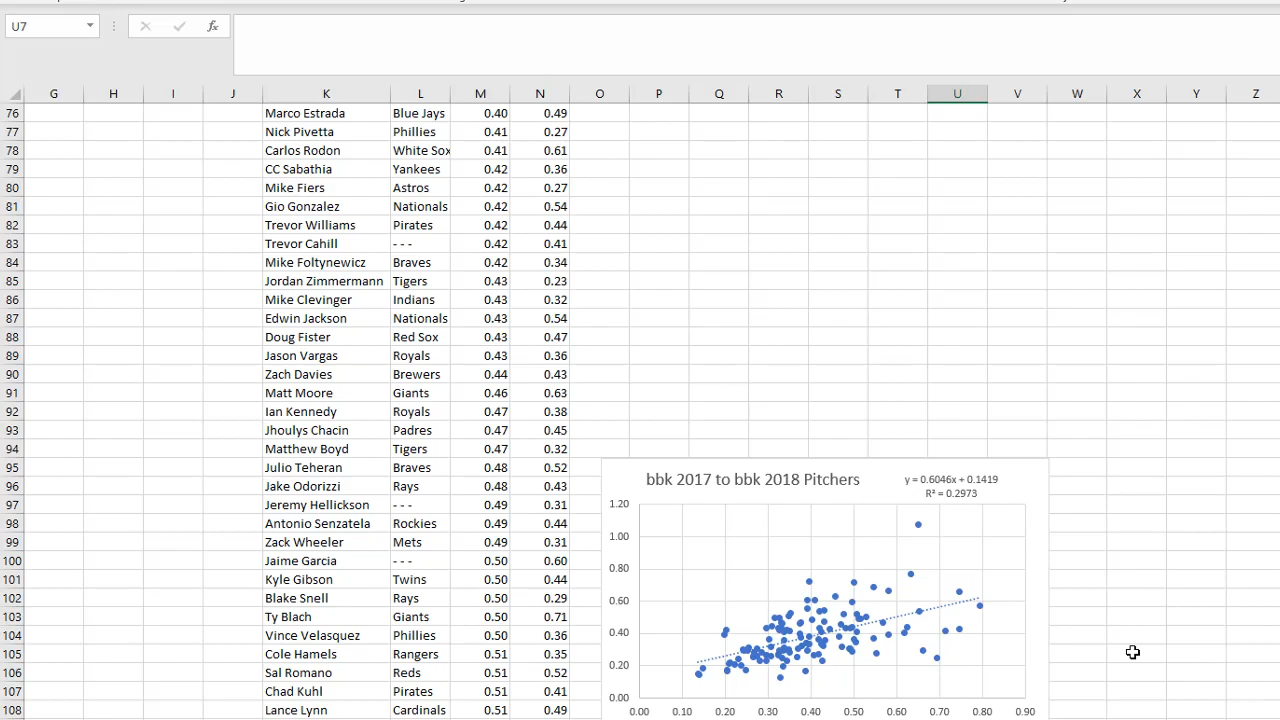 U7
fx
G H I J K L M N O P Q R S T U V W X Y Z
76 Marco Estrada Blue Jays 0.40 0.49
77 Nick Pivetta Phillies 0.41 0.27
78 Carlos Rodon White Sox 0.41 0.61
79 CC Sabathia Yankees 0.42 0.36
80 Mike Fiers Astros 0.42 0.27
81 Gio Gonzalez Nationals 0.42 0.54
82 Trevor Williams Pirates 0.42 0.44
83 Trevor Cahill - - - 0.42 0.41
84 Mike Foltynewicz Braves 0.42 0.34
85 Jordan Zimmermann Tigers 0.43 0.23
86 Mike Clevinger Indians 0.43 0.32
87 Edwin Jackson Nationals 0.43 0.54
88 Doug Fister Red Sox 0.43 0.47
89 Jason Vargas Royals 0.43 0.36
90 Zach Davies Brewers 0.44 0.43
91 Matt Moore Giants 0.46 0.63
92 Ian Kennedy Royals 0.47 0.38
93 Jhoulys Chacin Padres 0.47 0.45
94 Matthew Boyd Tigers 0.47 0.32
95 Julio Teheran Braves 0.48 0.52
96 Jake Odorizzi Rays 0.48 0.43
97 Jeremy Hellickson - - - 0.49 0.31
98 Antonio Senzatela Rockies 0.49 0.44
99 Zack Wheeler Mets 0.49 0.31
100 Jaime Garcia - - - 0.50 0.60
101 Kyle Gibson Twins 0.50 0.44
102 Blake Snell Rays 0.50 0.29
103 Ty Blach Giants 0.50 0.71
104 Vince Velasquez Phillies 0.50 0.36
105 Cole Hamels Rangers 0.51 0.35
106 Sal Romano Reds 0.51 0.52
107 Chad Kuhl Pirates 0.51 0.41
108 Lance Lynn Cardinals 0.51 0.49
bbk 2017 to bbk 2018 Pitchers
y = 0.6046x + 0.1419
R² = 0.2973
1.20
1.00
0.80
0.60
0.40
0.20
0.00
0.00 0.10 0.20 0.30 0.40 0.50 0.60 0.70 0.80 0.90